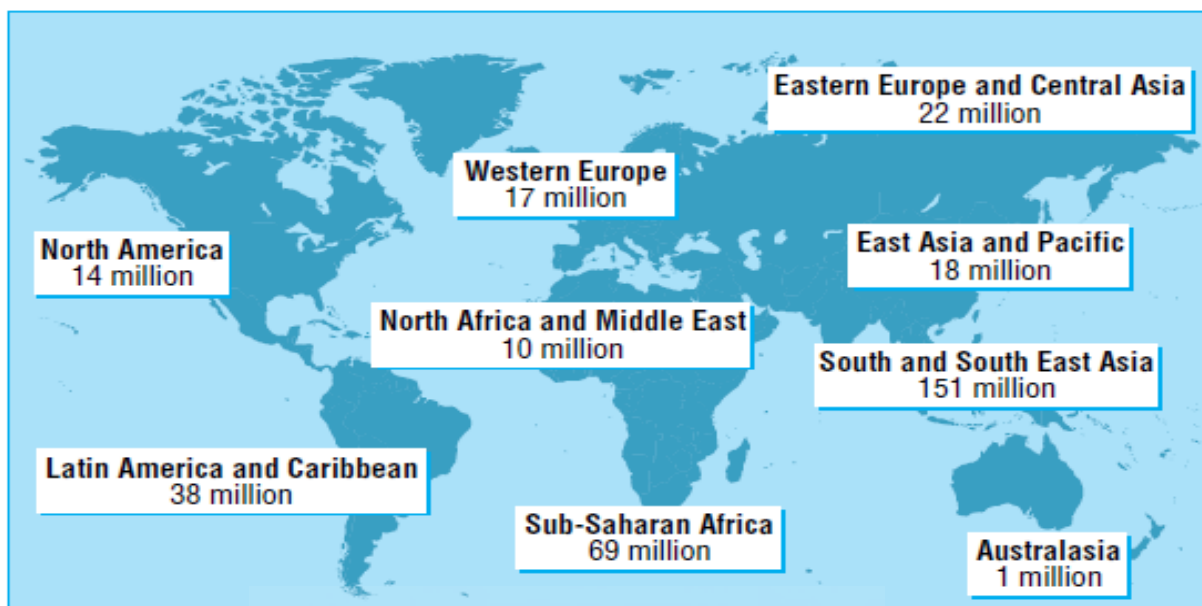 Eastern Europe and Central Asia
22 million
Western Europe
17 million
North America
14 million
East Asia and Pacific
18 million
North Africa and Middle East
10 million
South and South East Asia
151 million
Latin America and Caribbean
38 million
Sub-Saharan Africa
69 million
Australasia
1 million